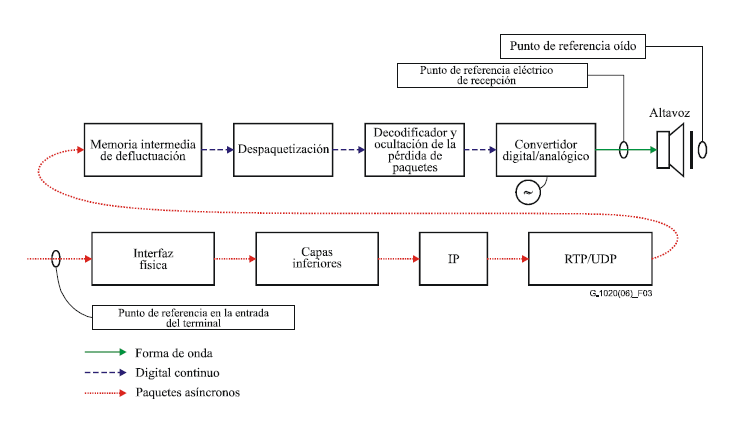 Punto de referencia oído
Punto de referencia eléctrico
de recepción
Altavoz
Memoria intermedia
de defluctuación
Despaquetización
Decodificador y
ocultación de la
pérdida de
paquetes
Convertidor
digital/analógico
~
Interfaz
física
Capas
inferiores
IP
RTP/UDP
G.1020(06)_F03
Punto de referencia en la entrada
del terminal
Forma de onda
Digital continuo
Paquetes asíncronos